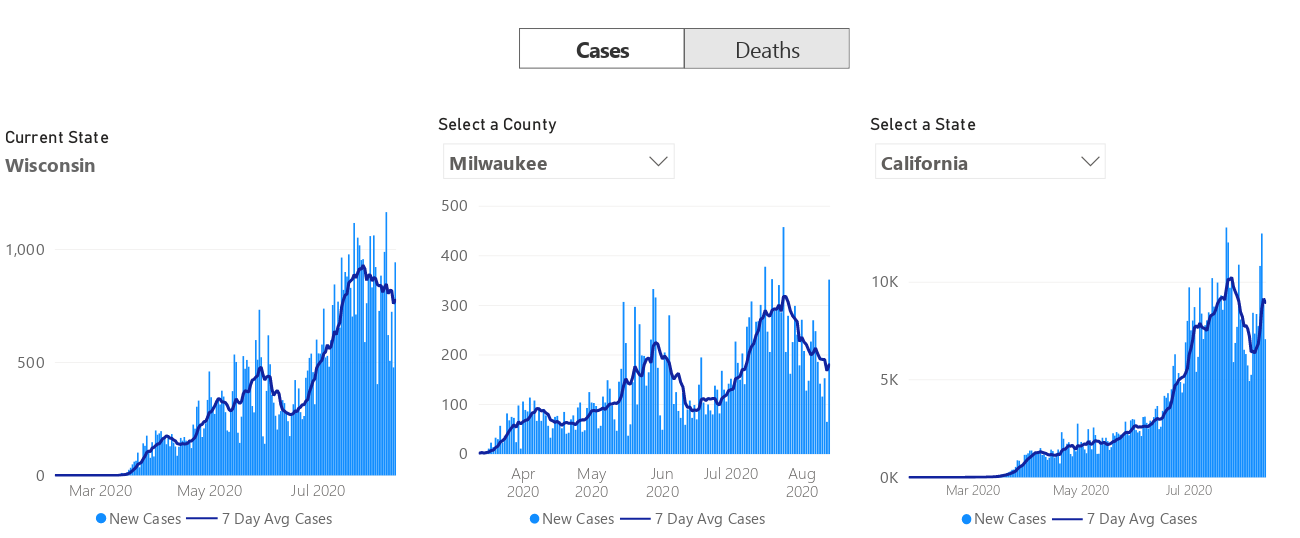 Cases Deaths
Current State
Wisconsin
1,000
500
0
Mar 2020 May 2020 Jul 2020
New Cases 7 Day Avg Cases
Select a County
Milwaukee
500
400
300
200
100
0
Apr May Jun Jul 2020 Aug
2020 2020 2020 2020
New Cases 7 Day Avg Cases
Select a State
California
10K
5K
0K
Mar 2020 May 2020 Jul 2020
New Cases 7 Day Avg Cases